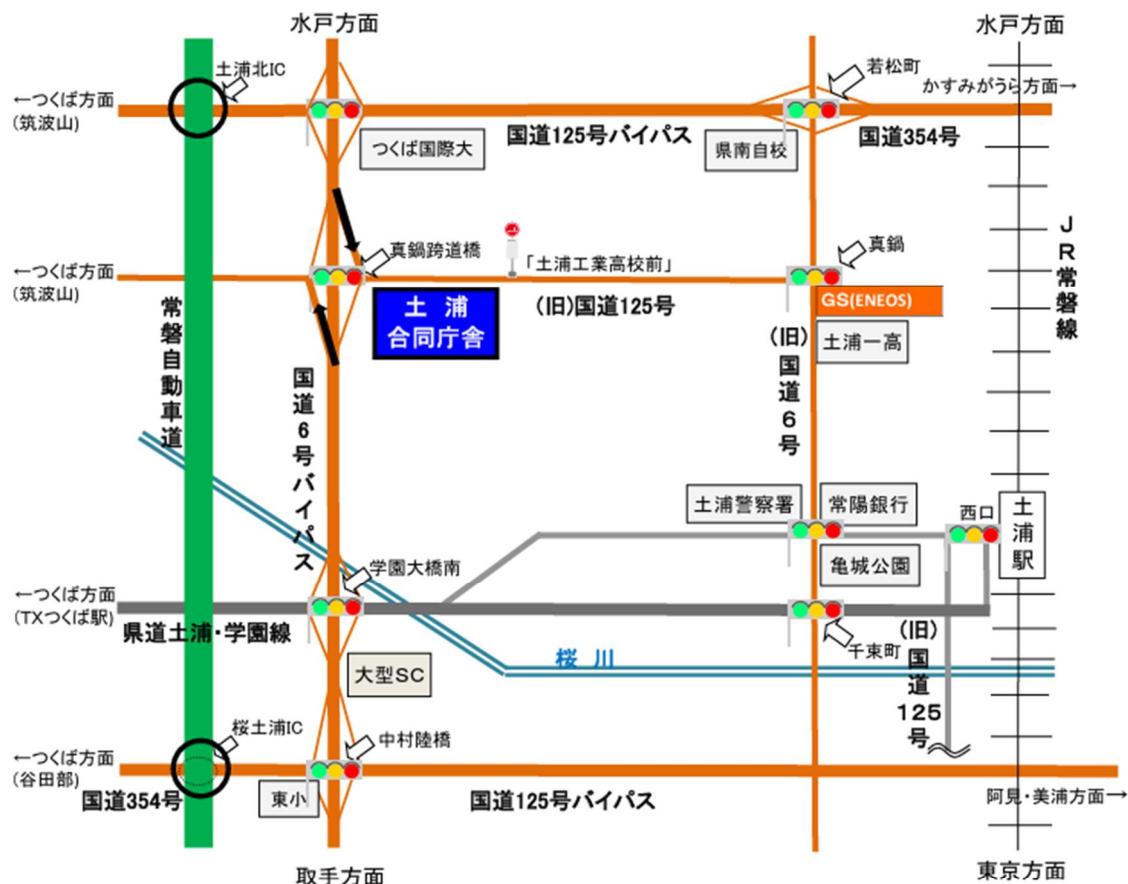 水戸方面
水戸方面
土浦北IC
若松町
←つくば方面
(筑波山)
かすみがうら方面→
国道125号バイパス
国道354号
つくば国際大
県南自校
JR常磐線
真鍋跨道橋
「土浦工業高校前」
真鍋
←つくば方面
(筑波山)
土浦
合同庁舎
(旧)国道125号
GS(ENEOS)
土浦一高
常磐自動車道
国道6号バイパス
(旧)国道6号
土浦警察署
常陽銀行
西口
土浦駅
学園大橋南
亀城公園
←つくば方面
(TXつくば駅)
県道土浦・学園線
千束町
(旧)国道125号
桜川
大型SC
桜土浦IC
中村陸橋
←つくば方面
(谷田部)
国道354号
東小
国道125号バイパス
阿見・美浦方面→
取手方面
東京方面